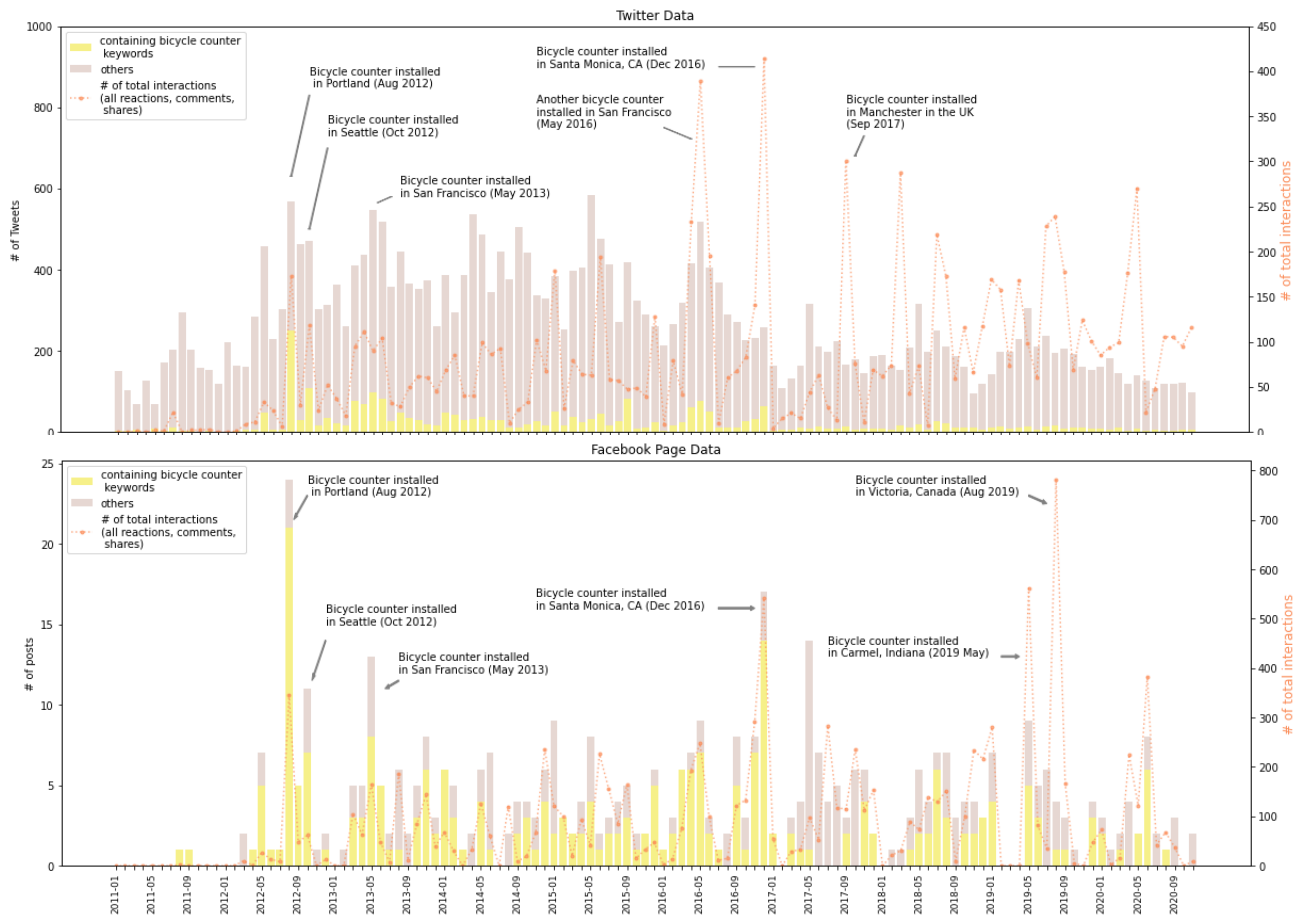 Twitter Data
1000
800
600
400
200
0
# of Tweets
containing bicycle counter
keywords
others
# of total interactions
(all reactions, comments,
shares)
Bicycle counter installed
in Portland (Aug 2012)
Bicycle counter installed
in Seattle (Oct 2012)
Bicycle counter installed
in San Francisco (May 2013)
Bicycle counter installed
in Santa Monica, CA (Dec 2016)
Another bicycle counter
installed in San Francisco
(May 2016)
Bicycle counter installed
in Manchester in the UK
(Sep 2017)
450
400
350
300
250
200
150
100
50
0
# of total interactions
Facebook Page Data
25
20
15
10
5
0
# of posts
containing bicycle counter
keywords
others
# of total interactions
(all reactions, comments,
shares)
Bicycle counter installed
in Portland (Aug 2012)
Bicycle counter installed
in Seattle (Oct 2012)
Bicycle counter installed
in San Francisco (May 2013)
Bicycle counter installed
in Santa Monica, CA (Dec 2016)
Bicycle counter installed
in Victoria, Canada (Aug 2019)
Bicycle counter installed
in Carmel, Indiana (2019 May)
800
700
600
500
400
300
200
100
0
# of total interactions
2011-01
2011-05
2011-09
2012-01
2012-05
2012-09
2013-01
2013-05
2013-09
2014-01
2014-05
2014-09
2015-01
2015-05
2015-09
2016-01
2016-05
2016-09
2017-01
2017-05
2017-09
2018-01
2018-05
2018-09
2019-01
2019-05
2019-09
2020-01
2020-05
2020-09